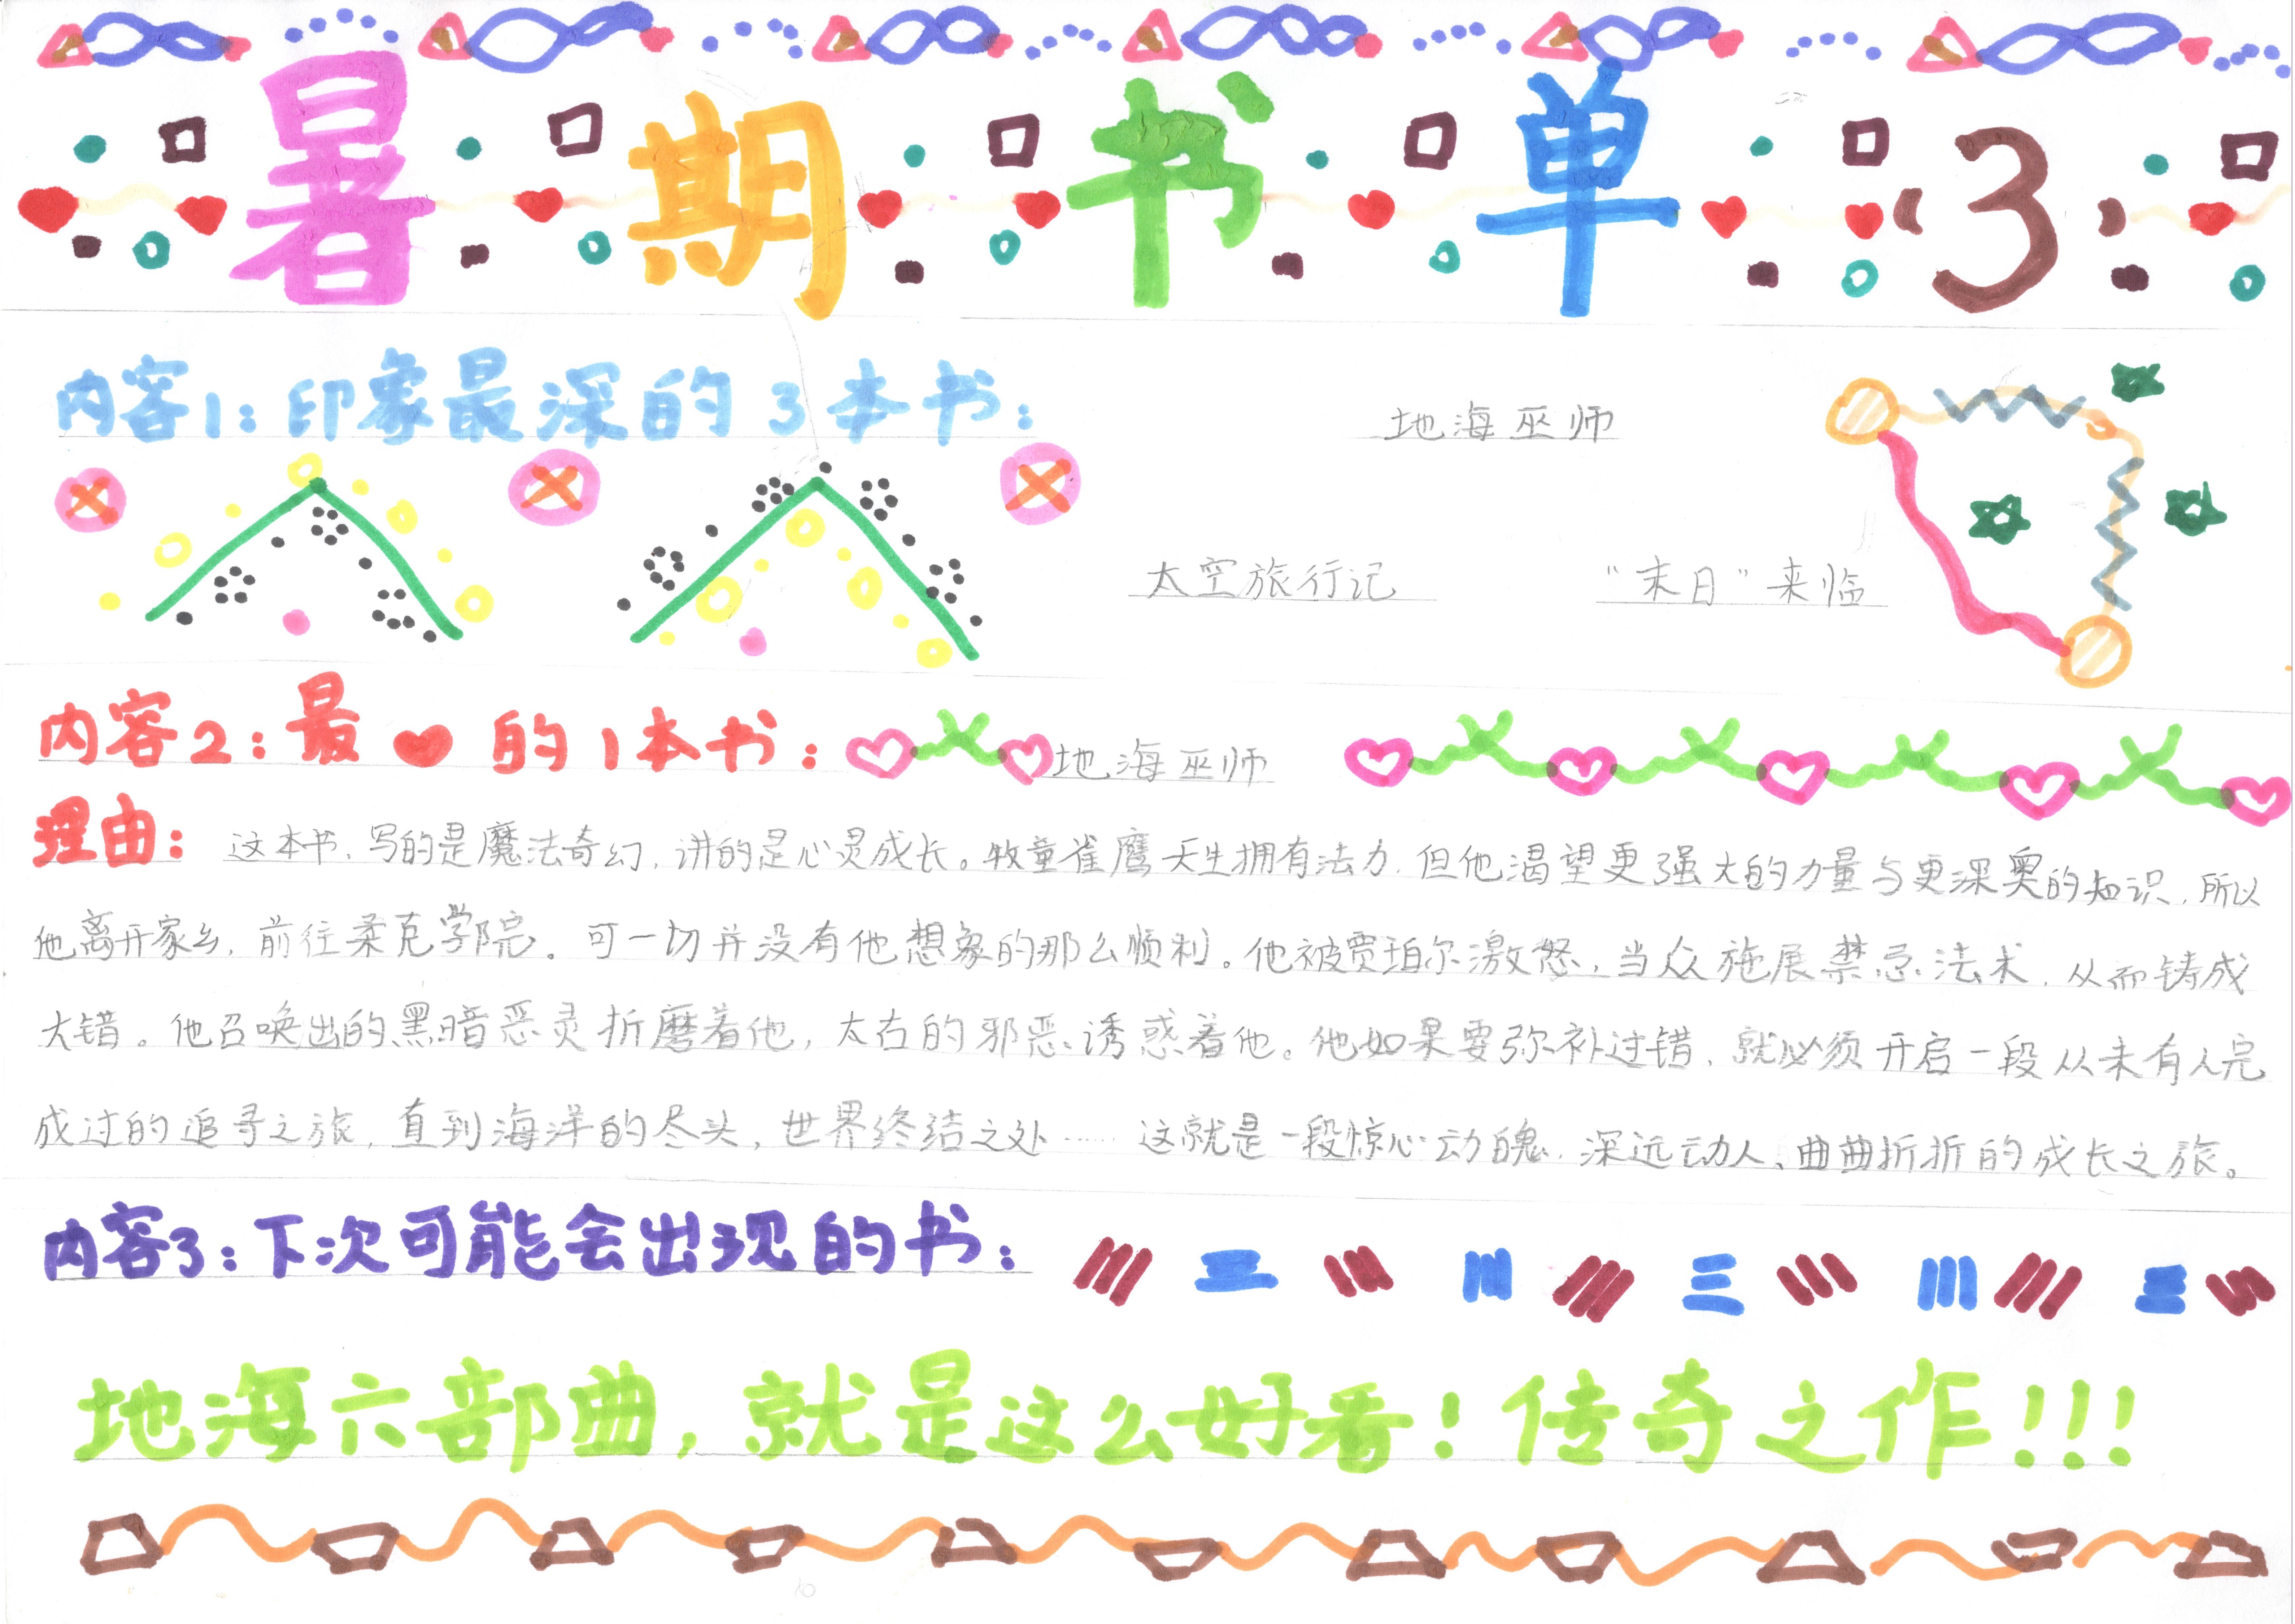 暑期书单(3)
内容1:印象最深的3本书:
地海巫师
太空旅行记 “末日”来临
内容2:最❤的1本书: 地海巫师
理由: 这本书,写的是魔法奇幻,讲的是心灵成长。牧童雀鹰天生拥有法力,但他渴望更强大的力量与更深奥的知识,所以
他离开家乡,前往柔克学院。可一切并没有他想象的那么顺利。他被贾珀尔激怒,当众施展禁忌法术,从而铸成
大错。他召唤出的黑暗恶灵折磨着他,太古的邪恶诱惑着他。他如果要弥补过错,就必须开启一段从未有人完
成过的追寻之旅,直到海洋的尽头,世界终结之处……这就是一段惊心动魄、深远动人、曲曲折折的成长之旅。
内容3:下次可能会出现的书:
地海六部曲,就是这么好看!传奇之作!!!